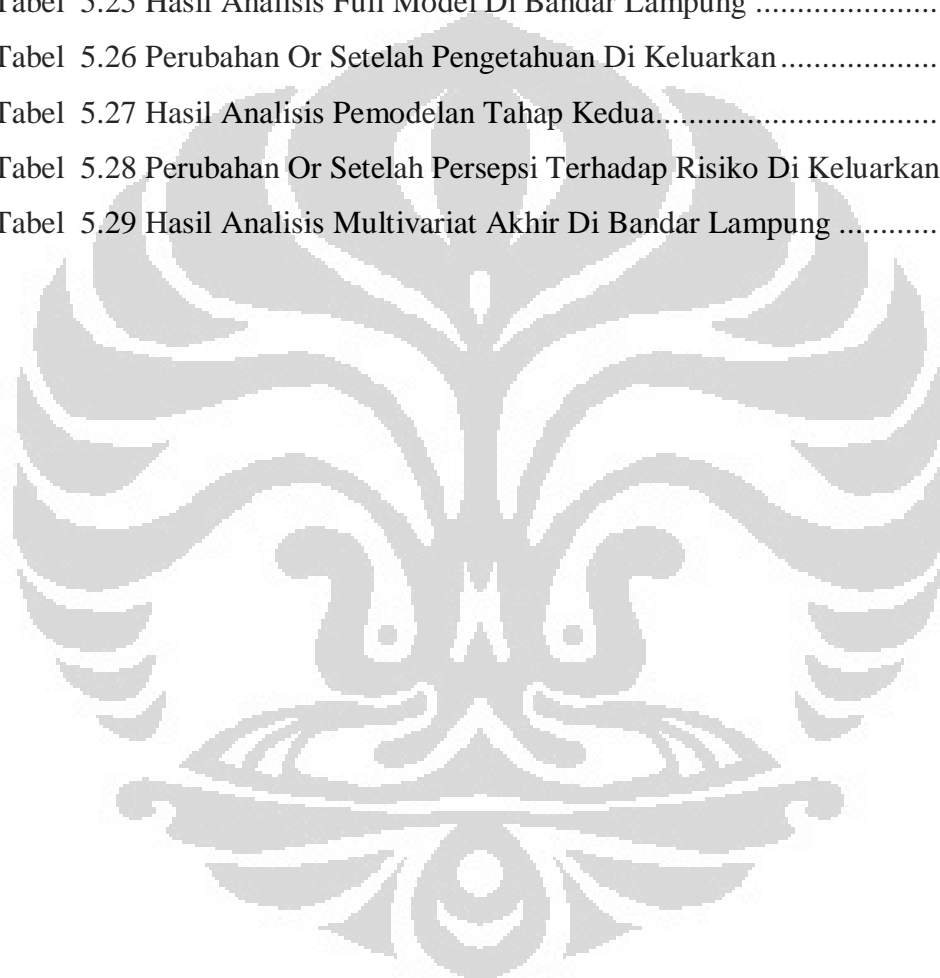 Tabel 5.25 Hasil Analisis Full Model Di Bandar Lampung ......................
Tabel 5.26 Perubahan Or Setelah Pengetahuan Di Keluarkan ...................
Tabel 5.27 Hasil Analisis Pemodelan Tahap Kedua..................................
Tabel 5.28 Perubahan Or Setelah Persepsi Terhadap Risiko Di Keluarkan
Tabel 5.29 Hasil Analisis Multivariat Akhir Di Bandar Lampung ............